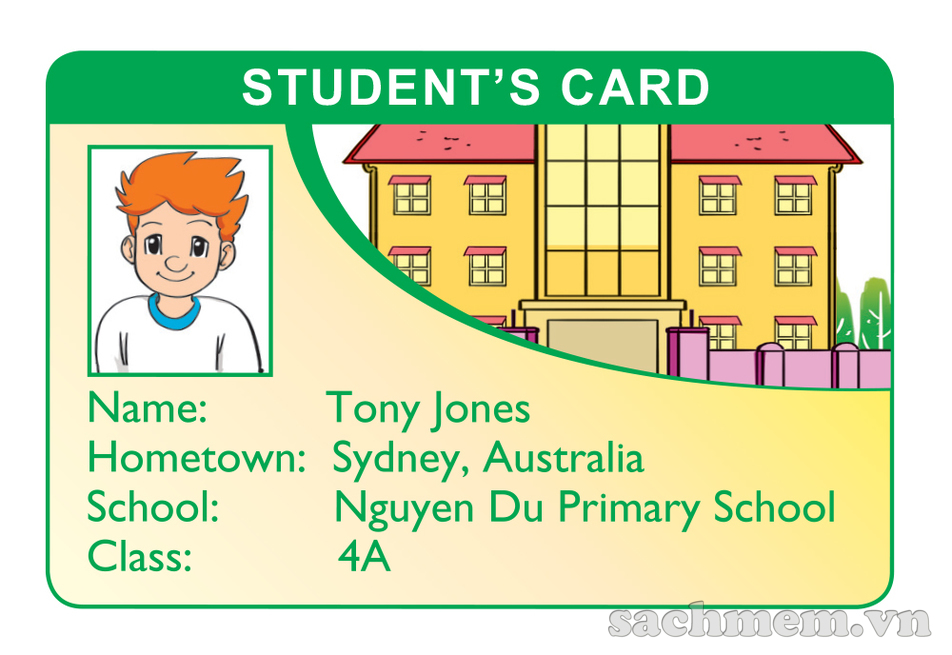 STUDENT'S CARD
Name: Tony Jones
Hometown: Sydney, Australia
School: Nguyen Du Primary School
Class: 4A
sachmem.vn